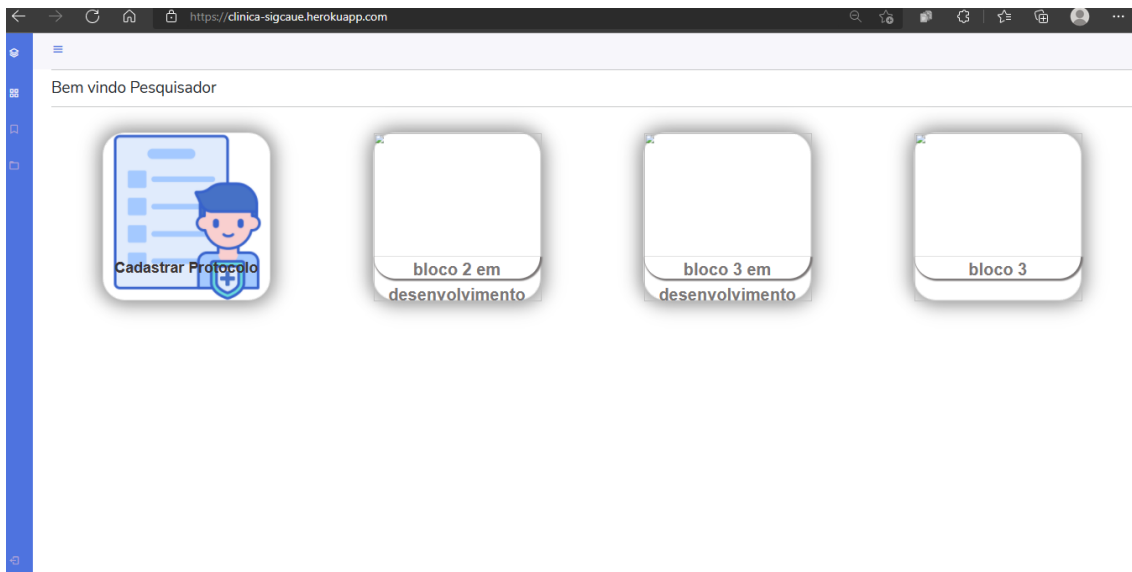 https://clinica-sigcaue.herokuapp.com
Bem vindo Pesquisador
Cadastrar Protocolo
bloco 2 em
desenvolvimento
bloco 3 em
desenvolvimento
bloco 3